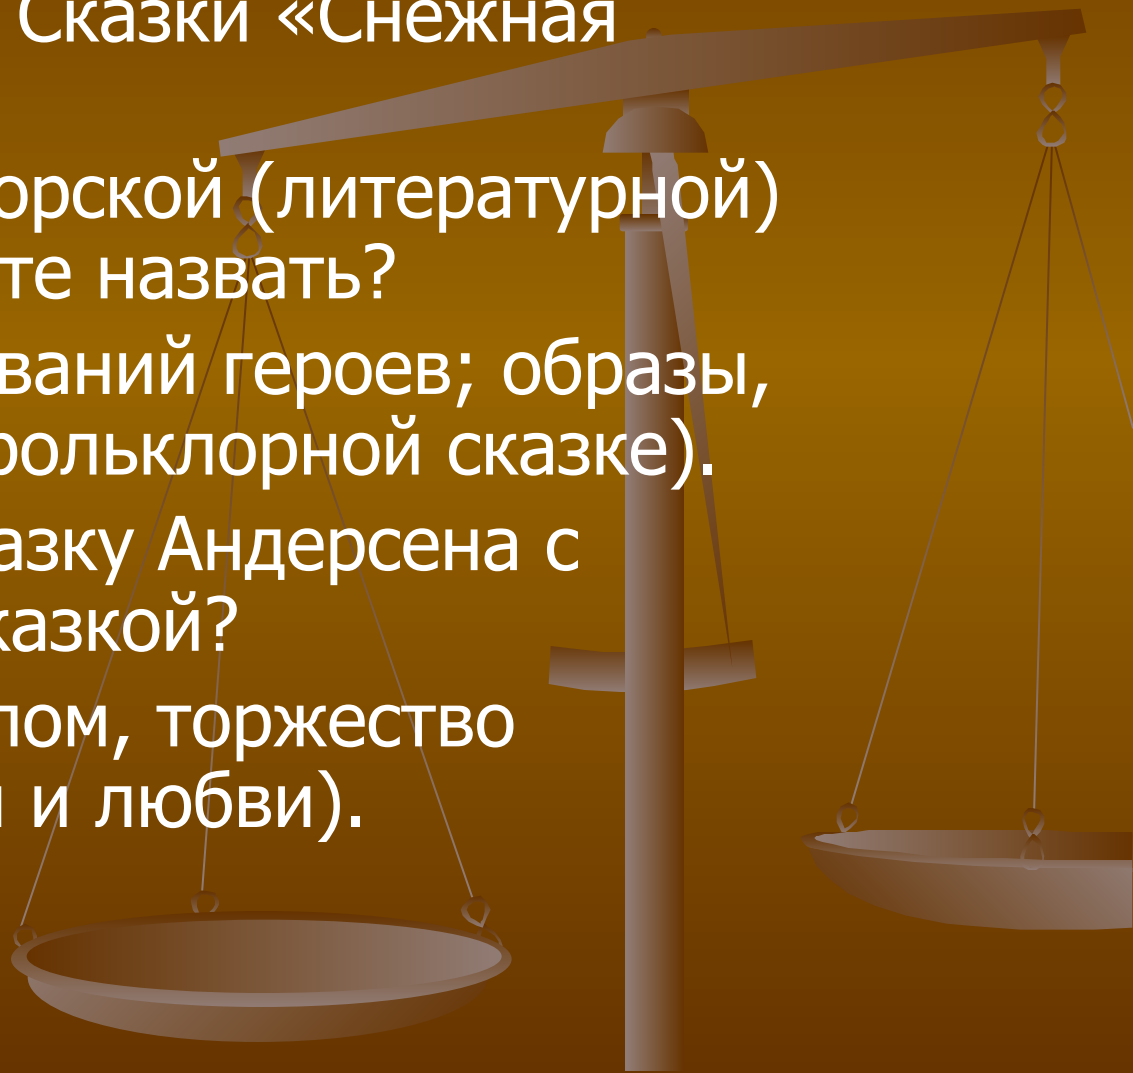 Сказки «Снежная
орской (литературной)
те назвать?
ваний героев; образы,
фольклорной сказке).
азку Андерсена с
казкой?
лом, торжество
и и любви).